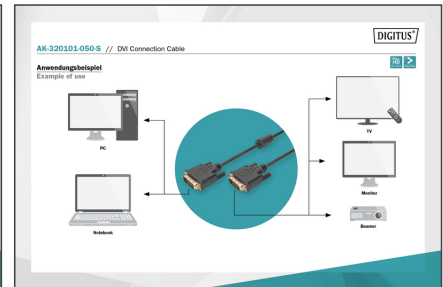 DIGITUS®
AK-320101-050-S // DVI Connection Cable
Anwendungsbeispiel
Example of use
PC
Notebook
TV
Monitor
Beamer